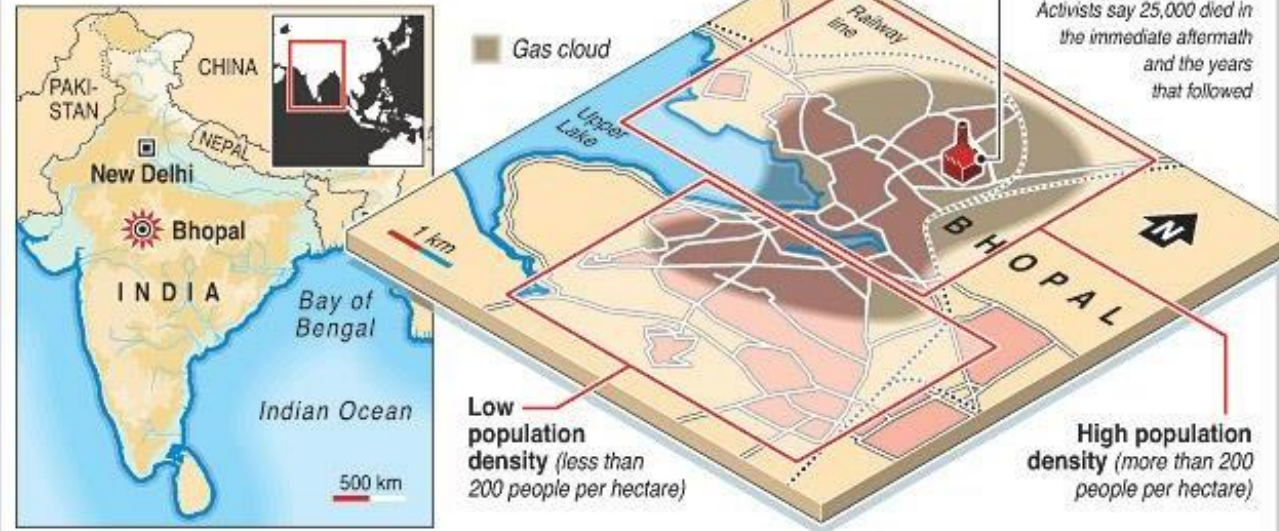 PAKI-
STAN
CHINA
NEPAL
New Delhi
Bhopal
INDIA
Bay of
Bengal
Indian Ocean
500 km
Gas cloud
Upper
Lake
Railway
line
1 km
BHOPAL
N
Activists say 25,000 died in
the immediate aftermath
and the years
that followed
Low
population
density (less than
200 people per hectare)
High population
density (more than 200
people per hectare)